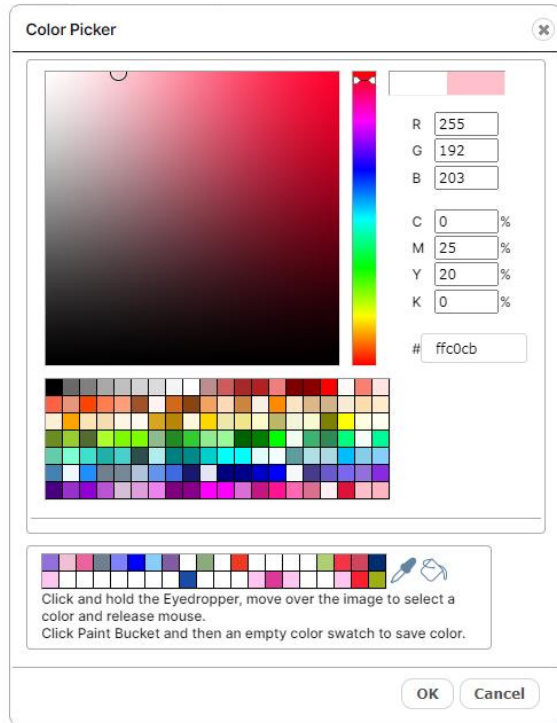 Color Picker
R 255
G 192
B 203
C 0 %
M 25 %
Y 20 %
K 0 %
# ffc0cb
Click and hold the Eyedropper, move over the image to select a
color and release mouse.
Click Paint Bucket and then an empty color swatch to save color.
OK Cancel